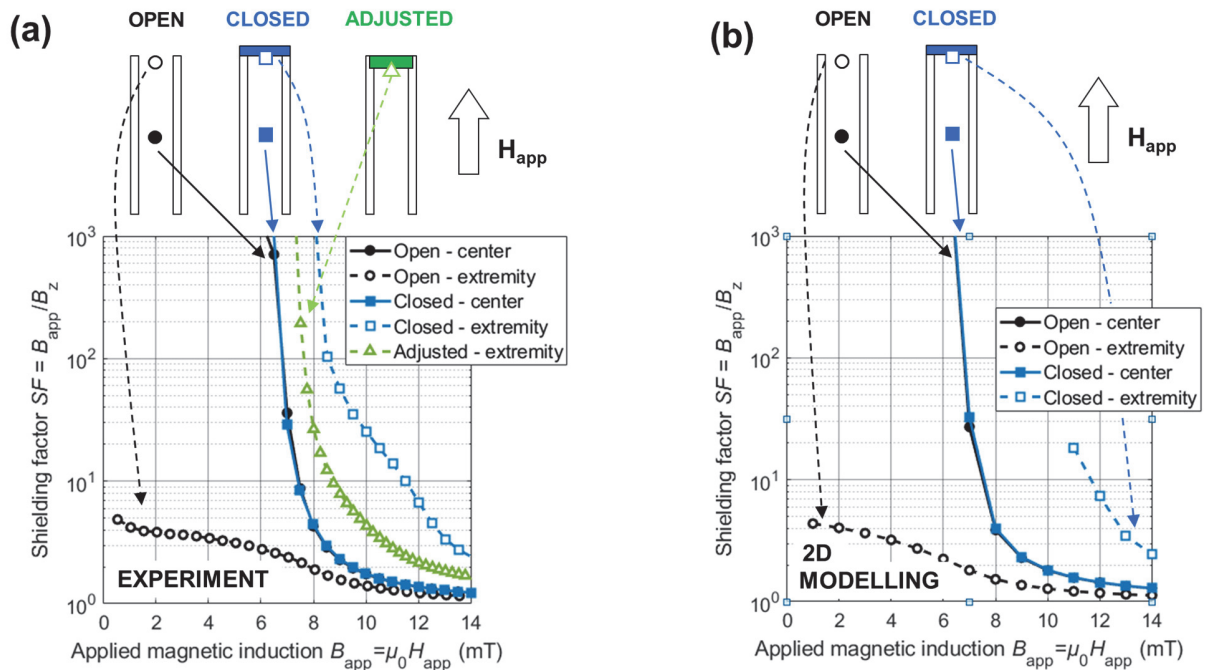 (a)
OPEN
CLOSED
ADJUSTED
H_app
10^3
10^2
10^1
10^0
Shielding factor SF = B_app/B_z
Open - center
Open - extremity
Closed - center
Closed - extremity
Adjusted - extremity
EXPERIMENT
0 2 4 6 8 10 12 14
Applied magnetic induction B_app=μ_0H_app (mT)
(b)
OPEN
CLOSED
H_app
10^3
10^2
10^1
10^0
Shielding factor SF = B_app/B_z
Open - center
Open - extremity
Closed - center
Closed - extremity
2D
MODELLING
0 2 4 6 8 10 12 14
Applied magnetic induction B_app=μ_0H_app (mT)